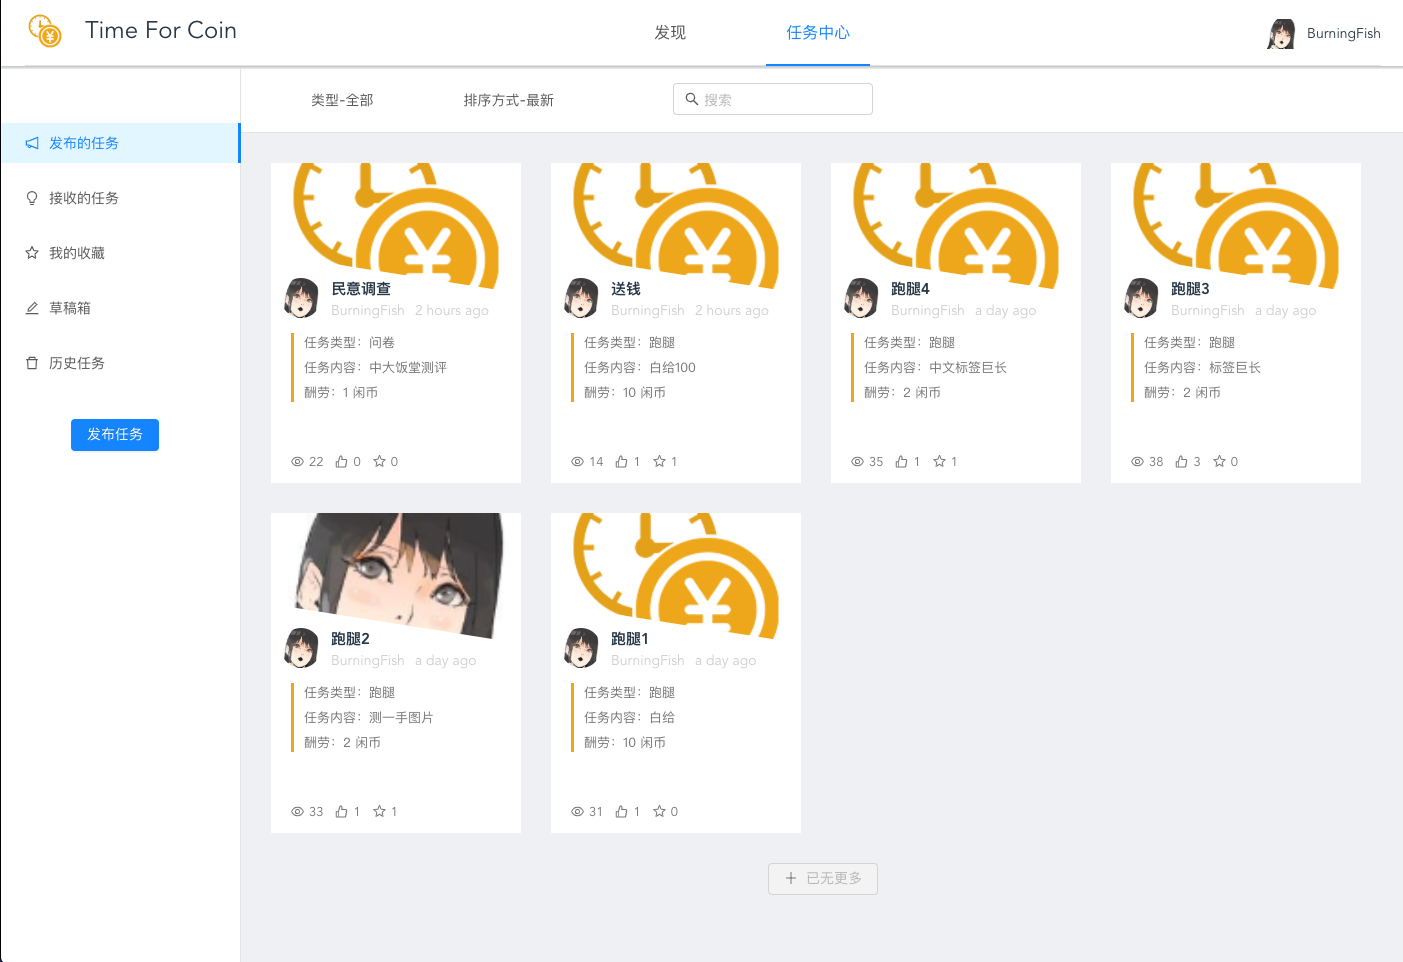 Time For Coin
发现
任务中心
BurningFish
类型-全部
排序方式-最新
搜索
发布的任务
接收的任务
我的收藏
草稿箱
历史任务
发布任务
民意调查
BurningFish 2 hours ago
任务类型：问卷
任务内容：中大饭堂测评
酬劳：1 闲币
22 0 0
送钱
BurningFish 2 hours ago
任务类型：跑腿
任务内容：白给100
酬劳：10 闲币
14 1 1
跑腿4
BurningFish a day ago
任务类型：跑腿
任务内容：中文标签巨长
酬劳：2 闲币
35 1 1
跑腿3
BurningFish a day ago
任务类型：跑腿
任务内容：标签巨长
酬劳：2 闲币
38 3 0
跑腿2
BurningFish a day ago
任务类型：跑腿
任务内容：测一手图片
酬劳：2 闲币
33 1 1
跑腿1
BurningFish a day ago
任务类型：跑腿
任务内容：白给
酬劳：10 闲币
31 1 0
已无更多